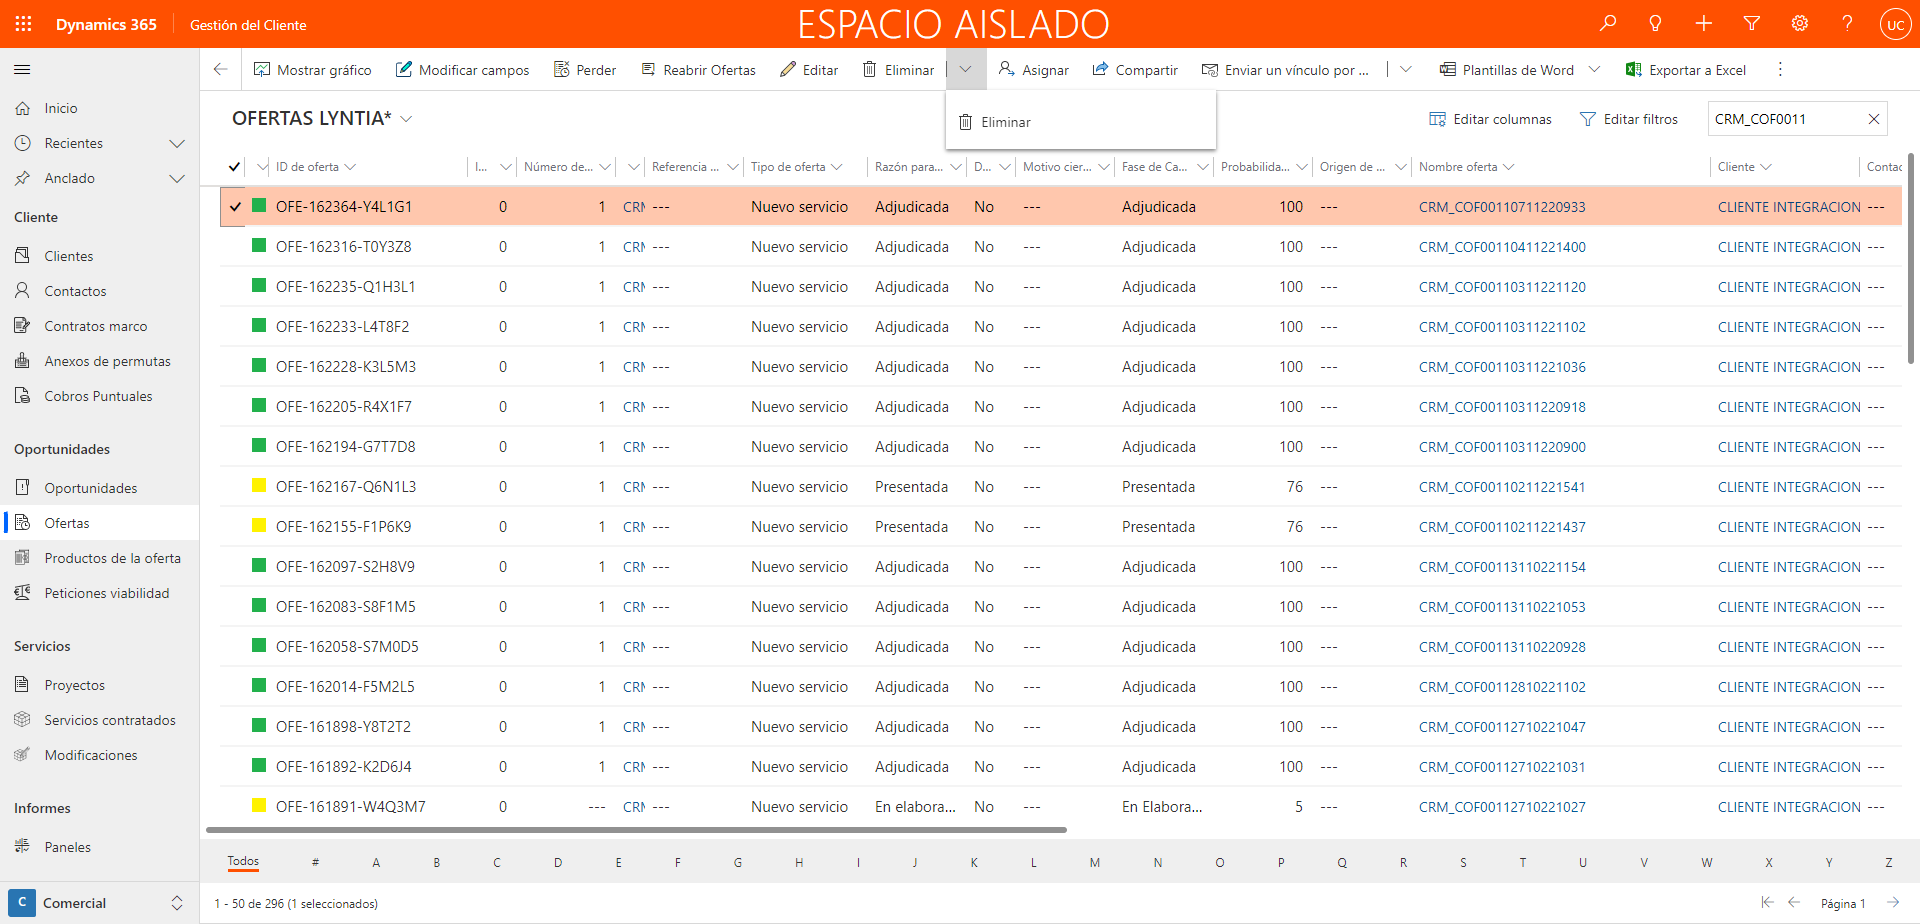 Dynamics 365
Gestión del Cliente
ESPACIO AISLADO
UC
Mostrar gráfico
Modificar campos
Perder
Reabrir Ofertas
Editar
Eliminar
Asignar
Compartir
Enviar un vínculo por ...
Plantillas de Word
Exportar a Excel
Eliminar
Inicio
Recientes
Anclado
Cliente
Clientes
Contactos
Contratos marco
Anexos de permutas
Cobros Puntuales
Oportunidades
Oportunidades
Ofertas
Productos de la oferta
Peticiones viabilidad
Servicios
Proyectos
Servicios contratados
Modificaciones
Informes
Paneles
C Comercial
OFERTAS LYNTIA*
Editar columnas
Editar filtros
CRM_COF0011
ID de oferta I... Número de... Referencia ... Tipo de oferta Razón para... D... Motivo cier... Fase de Ca... Probabilida... Origen de ... Nombre oferta Cliente Contac
OFE-162364-Y4L1G1 0 1 CRM --- Nuevo servicio Adjudicada No --- Adjudicada 100 --- CRM_COF00110711220933 CLIENTE INTEGRACION ---
OFE-162316-T0Y3Z8 0 1 CRM --- Nuevo servicio Adjudicada No --- Adjudicada 100 --- CRM_COF00110411221400 CLIENTE INTEGRACION ---
OFE-162235-Q1H3L1 0 1 CRM --- Nuevo servicio Adjudicada No --- Adjudicada 100 --- CRM_COF00110311221120 CLIENTE INTEGRACION ---
OFE-162233-L4T8F2 0 1 CRM --- Nuevo servicio Adjudicada No --- Adjudicada 100 --- CRM_COF00110311221102 CLIENTE INTEGRACION ---
OFE-162228-K3L5M3 0 1 CRM --- Nuevo servicio Adjudicada No --- Adjudicada 100 --- CRM_COF00110311221036 CLIENTE INTEGRACION ---
OFE-162205-R4X1F7 0 1 CRM --- Nuevo servicio Adjudicada No --- Adjudicada 100 --- CRM_COF00110311220918 CLIENTE INTEGRACION ---
OFE-162194-G7T7D8 0 1 CRM --- Nuevo servicio Adjudicada No --- Adjudicada 100 --- CRM_COF00110311220900 CLIENTE INTEGRACION ---
OFE-162167-Q6N1L3 0 1 CRM --- Nuevo servicio Presentada No --- Presentada 76 --- CRM_COF00110211221541 CLIENTE INTEGRACION ---
OFE-162155-F1P6K9 0 1 CRM --- Nuevo servicio Presentada No --- Presentada 76 --- CRM_COF00110211221437 CLIENTE INTEGRACION ---
OFE-162097-S2H8V9 0 1 CRM --- Nuevo servicio Adjudicada No --- Adjudicada 100 --- CRM_COF00113110221154 CLIENTE INTEGRACION ---
OFE-162083-S8F1M5 0 1 CRM --- Nuevo servicio Adjudicada No --- Adjudicada 100 --- CRM_COF00113110221053 CLIENTE INTEGRACION ---
OFE-162058-S7M0D5 0 1 CRM --- Nuevo servicio Adjudicada No --- Adjudicada 100 --- CRM_COF00113110220928 CLIENTE INTEGRACION ---
OFE-162014-F5M2L5 0 1 CRM --- Nuevo servicio Adjudicada No --- Adjudicada 100 --- CRM_COF00112810221102 CLIENTE INTEGRACION ---
OFE-161898-Y8T2T2 0 1 CRM --- Nuevo servicio Adjudicada No --- Adjudicada 100 --- CRM_COF00112710221047 CLIENTE INTEGRACION ---
OFE-161892-K2D6J4 0 1 CRM --- Nuevo servicio Adjudicada No --- Adjudicada 100 --- CRM_COF00112710221031 CLIENTE INTEGRACION ---
OFE-161891-W4Q3M7 0 --- CRM --- Nuevo servicio En elabora... No --- En Elabora... 5 --- CRM_COF00112710221027 CLIENTE INTEGRACION ---
Todos # A B C D E F G H I J K L M N O P Q R S T U V W X Y Z
1 - 50 de 296 (1 seleccionados)
Página 1